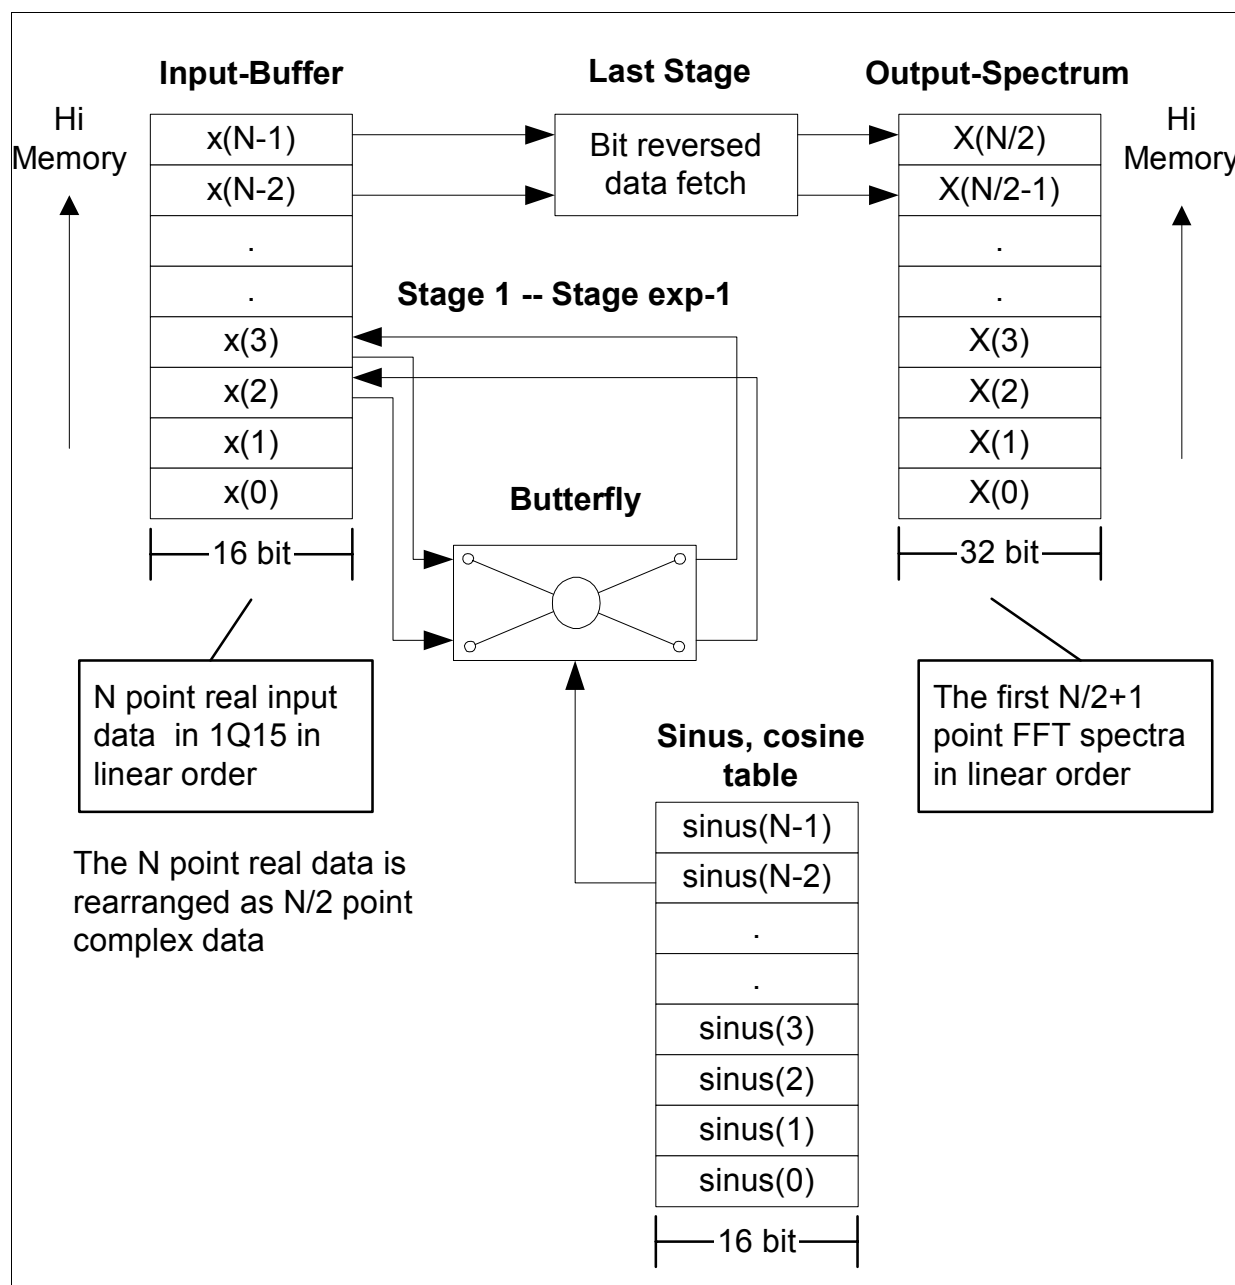 Input-Buffer
Last Stage
Output-Spectrum
Hi
Memory
x(N-1)
x(N-2)
.
.
x(3)
x(2)
x(1)
x(0)
16 bit
Bit reversed
data fetch
X(N/2)
X(N/2-1)
.
.
X(3)
X(2)
X(1)
X(0)
32 bit
Hi
Memory
Stage 1 -- Stage exp-1
Butterfly
N point real input
data in 1Q15 in
linear order
The N point real data is
rearranged as N/2 point
complex data
The first N/2+1
point FFT spectra
in linear order
Sinus, cosine
table
sinus(N-1)
sinus(N-2)
.
.
sinus(3)
sinus(2)
sinus(1)
sinus(0)
16 bit